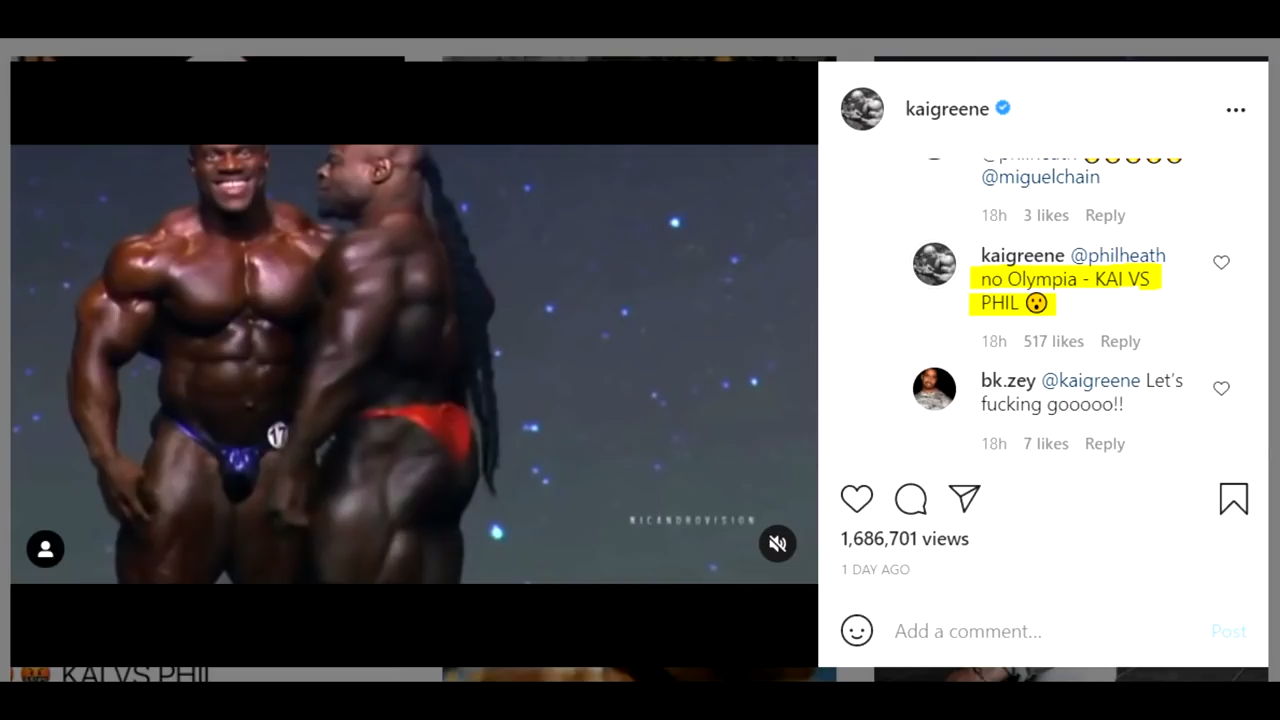 kaigreene
@philheath
@miguelchain
18h 3 likes Reply
kaigreene @philheath
no Olympia - KAI VS
PHIL 😮
18h 517 likes Reply
bk.zey @kaigreene Let's
fucking gooooo!!
18h 7 likes Reply
17
NICANDROVISION
1,686,701 views
1 DAY AGO
Add a comment... Post
KAI VS PHIL